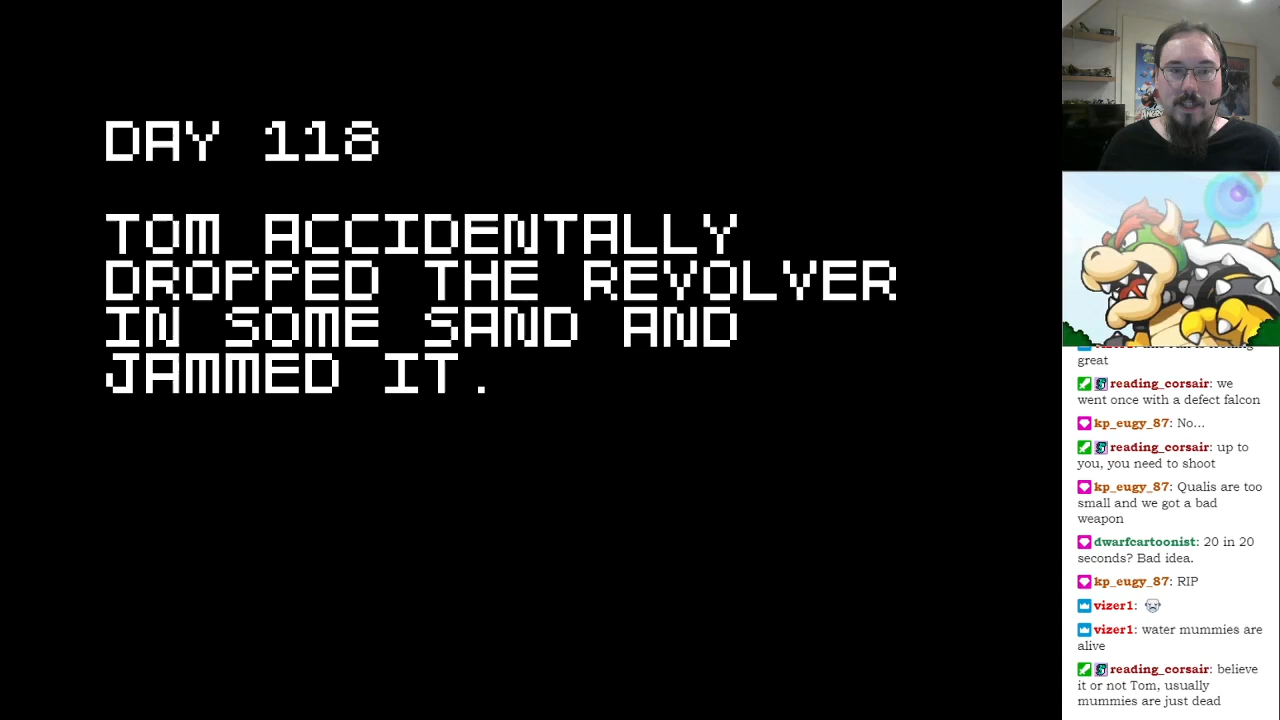 DAY 118
TOM ACCIDENTALLY
DROPPED THE REVOLVER
IN SOME SAND AND
JAMMED IT.
great
reading_corsair: we
went once with a defect falcon
kp_eugy_87: No...
reading_corsair: up to
you, you need to shoot
kp_eugy_87: Qualis are too
small and we got a bad
weapon
dwarfcartoonist: 20 in 20
seconds? Bad idea.
kp_eugy_87: RIP
vizer1:
vizer1: water mummies are
alive
reading_corsair: believe
it or not Tom, usually
mummies are just dead